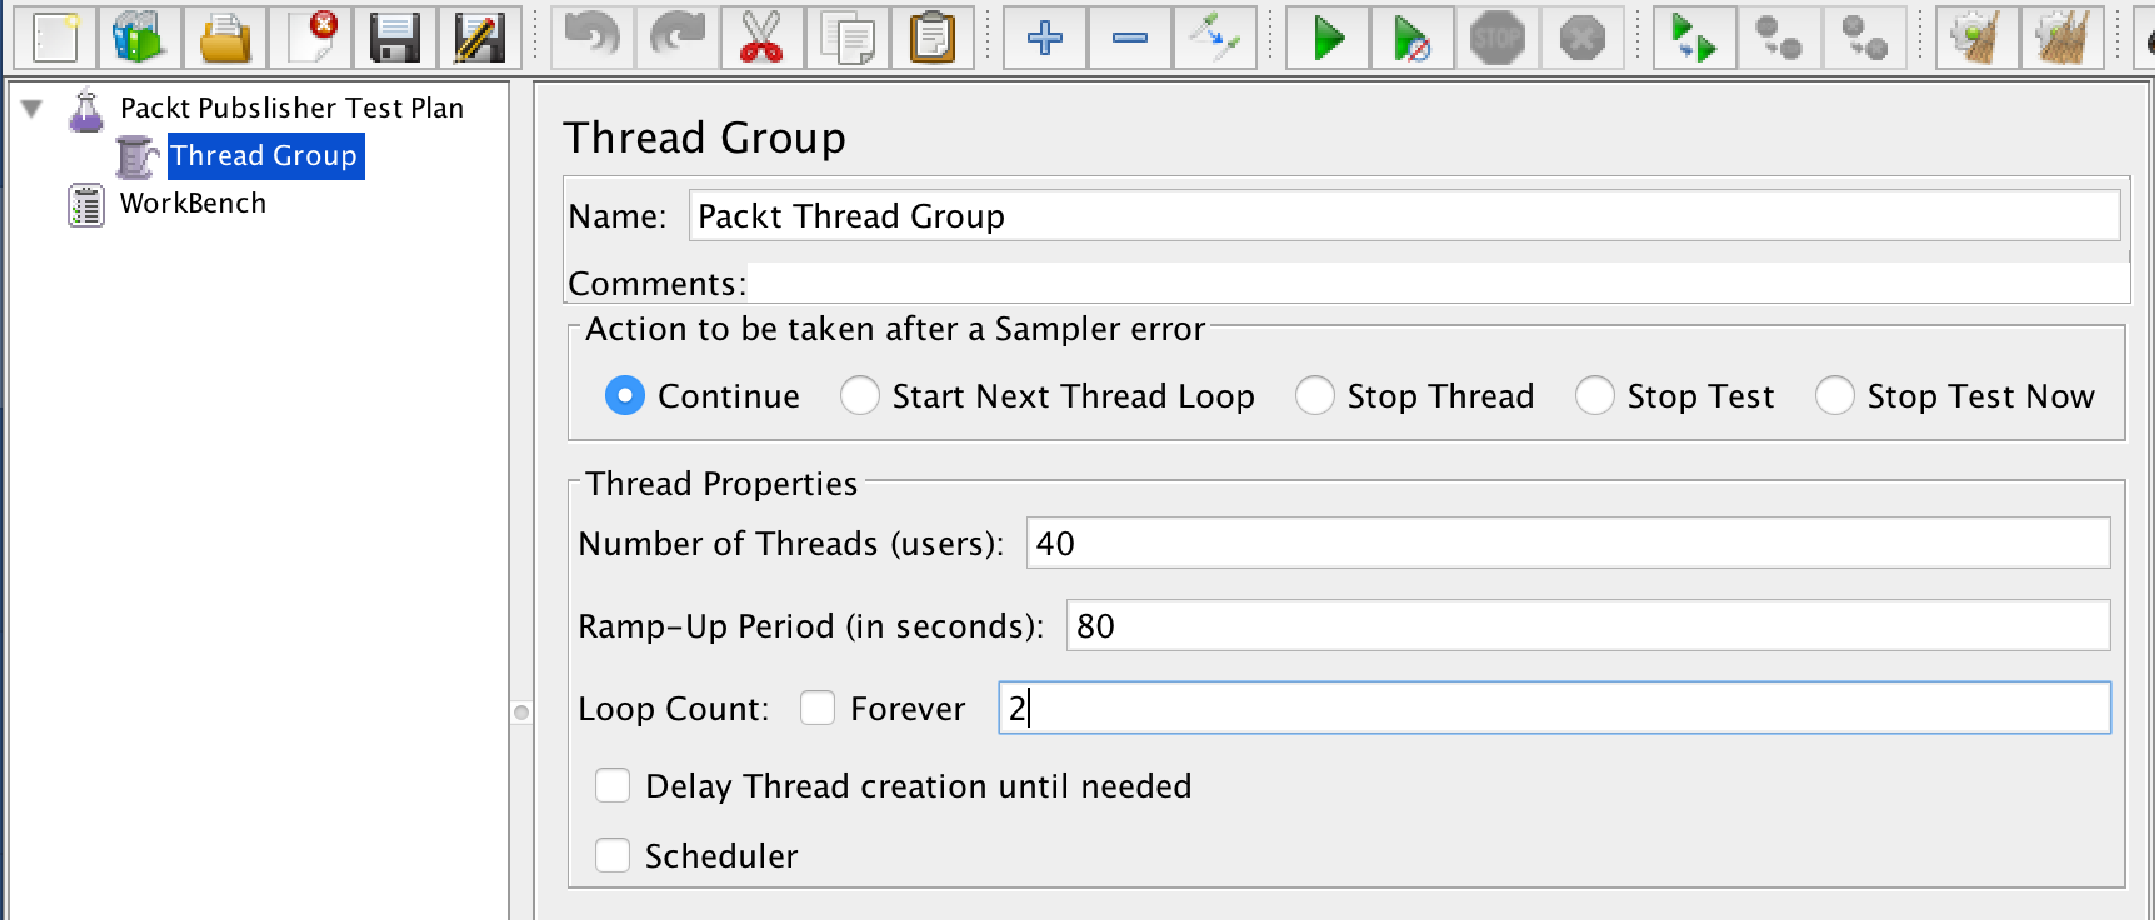 STOP
Packt Pubslisher Test Plan
Thread Group
WorkBench
Thread Group
Name: Packt Thread Group
Comments:
Action to be taken after a Sampler error
Continue Start Next Thread Loop Stop Thread Stop Test Stop Test Now
Thread Properties
Number of Threads (users): 40
Ramp-Up Period (in seconds): 80
Loop Count: Forever 2
Delay Thread creation until needed
Scheduler